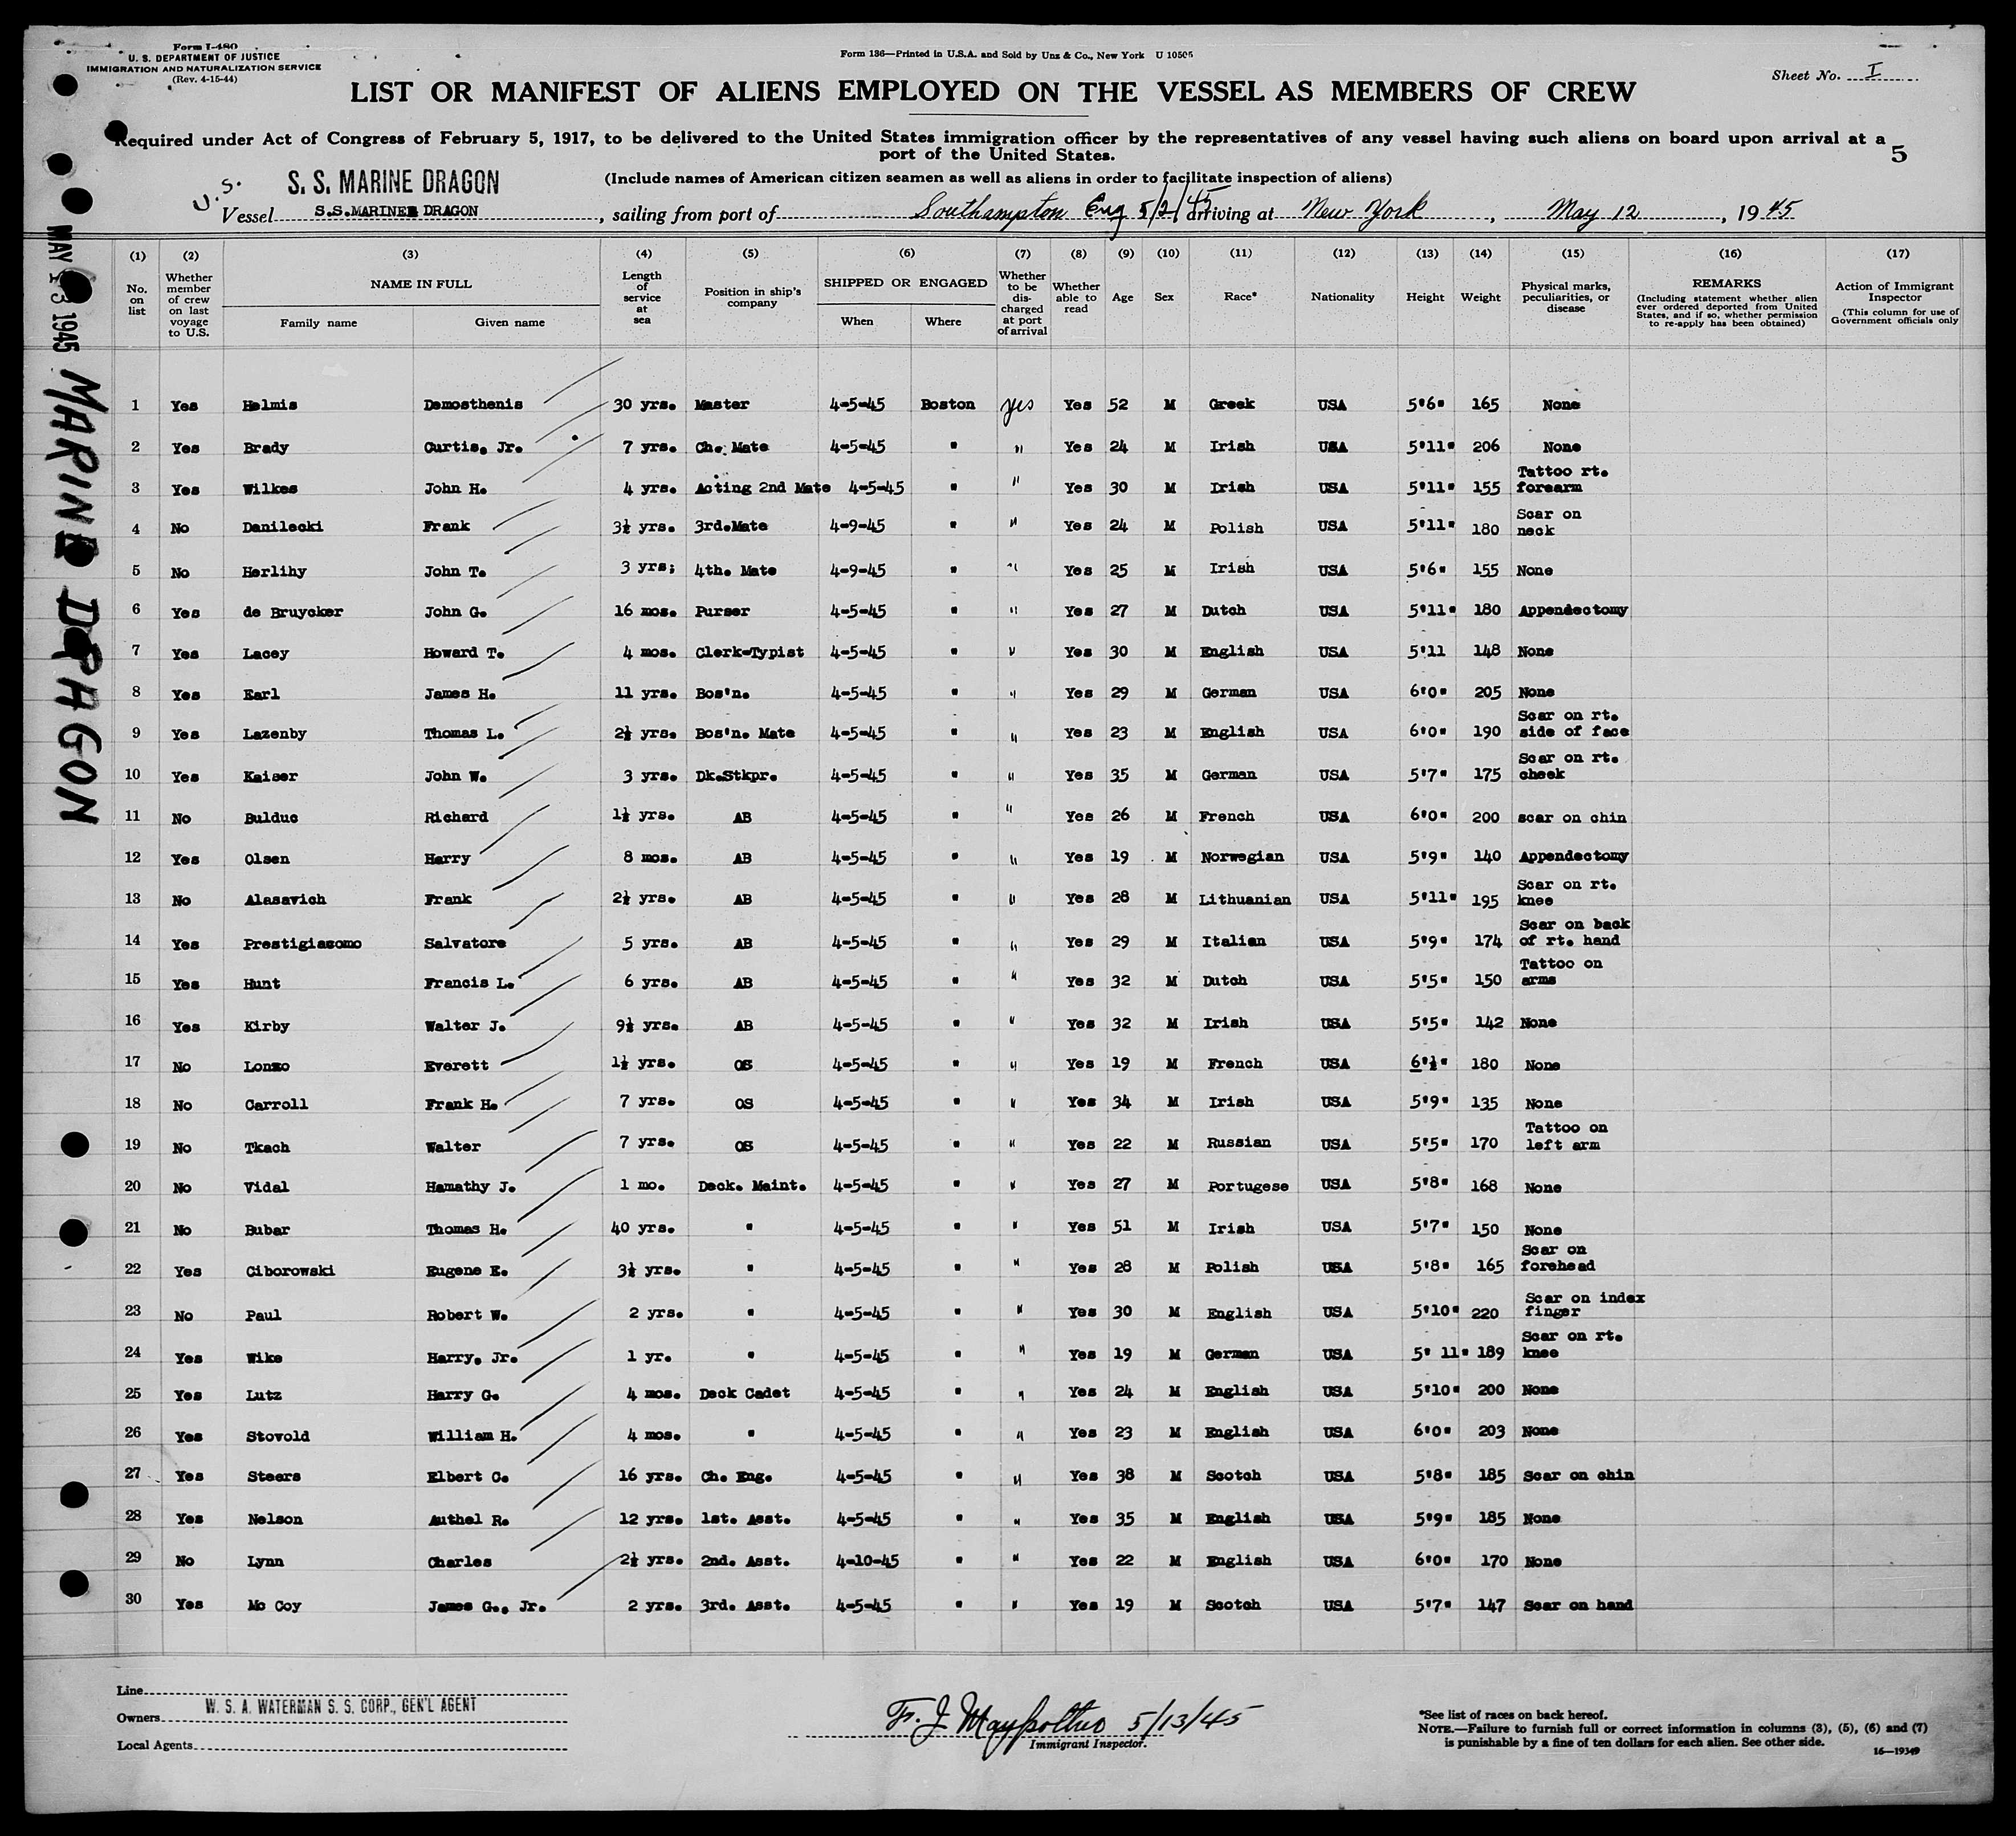 Form I-480
U. S. DEPARTMENT OF JUSTICE
IMMIGRATION AND NATURALIZATION SERVICE
(Rev. 4-15-44)
Form 136—Printed in U.S.A. and Sold by Unz & Co., New York U 10505
Sheet No. I
LIST OR MANIFEST OF ALIENS EMPLOYED ON THE VESSEL AS MEMBERS OF CREW
Required under Act of Congress of February 5, 1917, to be delivered to the United States immigration officer by the representatives of any vessel having such aliens on board upon arrival at a
port of the United States.
5
(Include names of American citizen seamen as well as aliens in order to facilitate inspection of aliens)
U.S. S. S. MARINE DRAGON
Vessel S.S.MARINE DRAGON, sailing from port of Southampton Eng 5/2/45 arriving at New York, May 12, 1945
MAY 13 1945 MARINE DRAGON
(1) (2) (3) (4) (5) (6) (7) (8) (9) (10) (11) (12) (13) (14) (15) (16) (17)
No. on list
Whether member of crew on last voyage to U.S.
NAME IN FULL
Family name Given name
Length of service at sea
Position in ship's company
SHIPPED OR ENGAGED
When Where
Whether to be discharged at port of arrival
Whether able to read
Age Sex Race* Nationality Height Weight
Physical marks, peculiarities, or disease
REMARKS
(Including statement whether alien ever ordered deported from United States, and if so, whether permission to re-apply has been obtained)
Action of Immigrant Inspector
(This column for use of Government officials only
1 Yes Helmis Demosthenis 30 yrs. Master 4-5-45 Boston yes Yes 52 M Greek USA 5'6" 165 None
2 Yes Brady Curtis, Jr. 7 yrs. Ch. Mate 4-5-45 " " Yes 24 M Irish USA 5'11" 206 None
3 Yes Wilkes John H. 4 yrs. Acting 2nd Mate 4-5-45 " " Yes 30 M Irish USA 5'11" 155 Tattoo rt. forearm
4 No Danilecki Frank 3½ yrs. 3rd.Mate 4-9-45 " " Yes 24 M Polish USA 5'11" 180 Scar on neck
5 No Herlihy John T. 3 yrs; 4th. Mate 4-9-45 " " Yes 25 M Irish USA 5'6" 155 None
6 Yes de Bruycker John G. 16 mos. Purser 4-5-45 " " Yes 27 M Dutch USA 5'11" 180 Appendectomy
7 Yes Lacey Howard T. 4 mos. Clerk-Typist 4-5-45 " " Yes 30 M English USA 5'11 148 None
8 Yes Earl James H. 11 yrs. Bos'n. 4-5-45 " " Yes 29 M German USA 6'0" 205 None
9 Yes Lazenby Thomas L. 2½ yrs. Bos'n. Mate 4-5-45 " " Yes 23 M English USA 6'0" 190 Scar on rt. side of face
10 Yes Kaiser John W. 3 yrs. Dk.Stkpr. 4-5-45 " " Yes 35 M German USA 5'7" 175 Scar on rt. cheek
11 No Bulduc Richard 1½ yrs. AB 4-5-45 " " Yes 26 M French USA 6'0" 200 scar on chin
12 Yes Olsen Harry 8 mos. AB 4-5-45 " " Yes 19 M Norwegian USA 5'9" 140 Appendectomy
13 No Alasavich Frank 2½ yrs. AB 4-5-45 " " Yes 28 M Lithuanian USA 5'11" 195 Scar on rt. knee
14 Yes Prestigiacomo Salvatore 5 yrs. AB 4-5-45 " " Yes 29 M Italian USA 5'9" 174 Scar on back of rt. hand
15 Yes Hunt Francis L. 6 yrs. AB 4-5-45 " " Yes 32 M Dutch USA 5'5" 150 Tattoo on arms
16 Yes Kirby Walter J. 9½ yrs. AB 4-5-45 " " Yes 32 M Irish USA 5'5" 142 None
17 No Lonzo Everett 1½ yrs. OS 4-5-45 " " Yes 19 M French USA 6'½" 180 None
18 No Carroll Frank H. 7 yrs. OS 4-5-45 " " Yes 34 M Irish USA 5'9" 135 None
19 No Tkach Walter 7 yrs. OS 4-5-45 " " Yes 22 M Russian USA 5'5" 170 Tattoo on left arm
20 No Vidal Hamathy J. 1 mo. Deck. Maint. 4-5-45 " " Yes 27 M Portugese USA 5'8" 168 None
21 No Bubar Thomas H. 40 yrs. " 4-5-45 " " Yes 51 M Irish USA 5'7" 150 None
22 Yes Ciborowski Eugene E. 3½ yrs. " 4-5-45 " " Yes 28 M Polish USA 5'8" 165 Scar on forehead
23 No Paul Robert W. 2 yrs. " 4-5-45 " " Yes 30 M English USA 5'10" 220 Scar on index finger
24 Yes Wike Harry, Jr. 1 yr. " 4-5-45 " " Yes 19 M German USA 5' 11" 189 Scar on rt. knee
25 Yes Lutz Harry G. 4 mos. Deck Cadet 4-5-45 " " Yes 24 M English USA 5'10" 200 None
26 Yes Stovold William H. 4 mos. " 4-5-45 " " Yes 23 M English USA 6'0" 203 None
27 Yes Steers Elbert C. 16 yrs. Ch. Eng. 4-5-45 " " Yes 38 M Scotch USA 5'8" 185 Scar on chin
28 Yes Nelson Authel R. 12 yrs. 1st. Asst. 4-5-45 " " Yes 35 M English USA 5'9" 185 None
29 No Lynn Charles 2½ yrs. 2nd. Asst. 4-10-45 " " Yes 22 M English USA 6'0" 170 None
30 Yes Mc Coy James G., Jr. 2 yrs. 3rd. Asst. 4-5-45 " " Yes 19 M Scotch USA 5'7" 147 Scar on hand
Line
Owners W. S. A. WATERMAN S. S. CORP., GEN'L AGENT
Local Agents
F. J. 5/13/45
Immigrant Inspector.
*See list of races on back hereof.
NOTE.—Failure to furnish full or correct information in columns (3), (5), (6) and (7)
is punishable by a fine of ten dollars for each alien. See other side.
16—19349